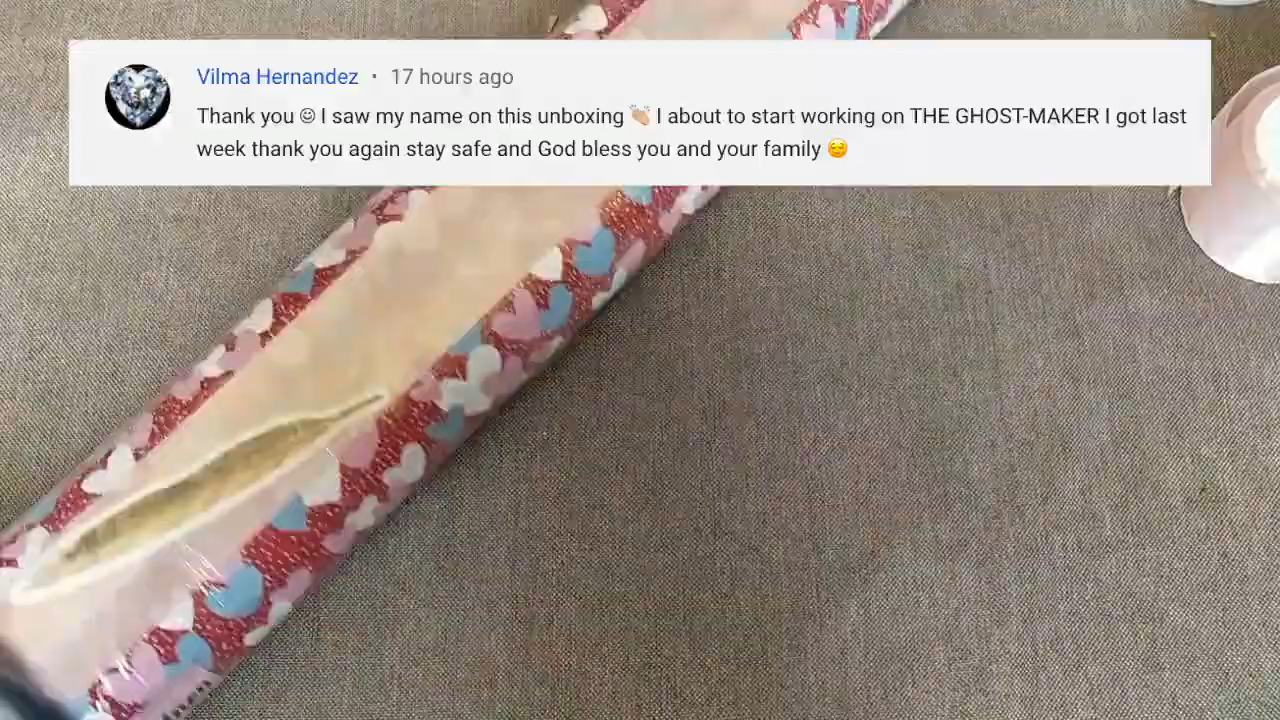 Vilma Hernandez • 17 hours ago
Thank you ☺ I saw my name on this unboxing 👏🏼 I about to start working on THE GHOST-MAKER I got last
week thank you again stay safe and God bless you and your family 😌